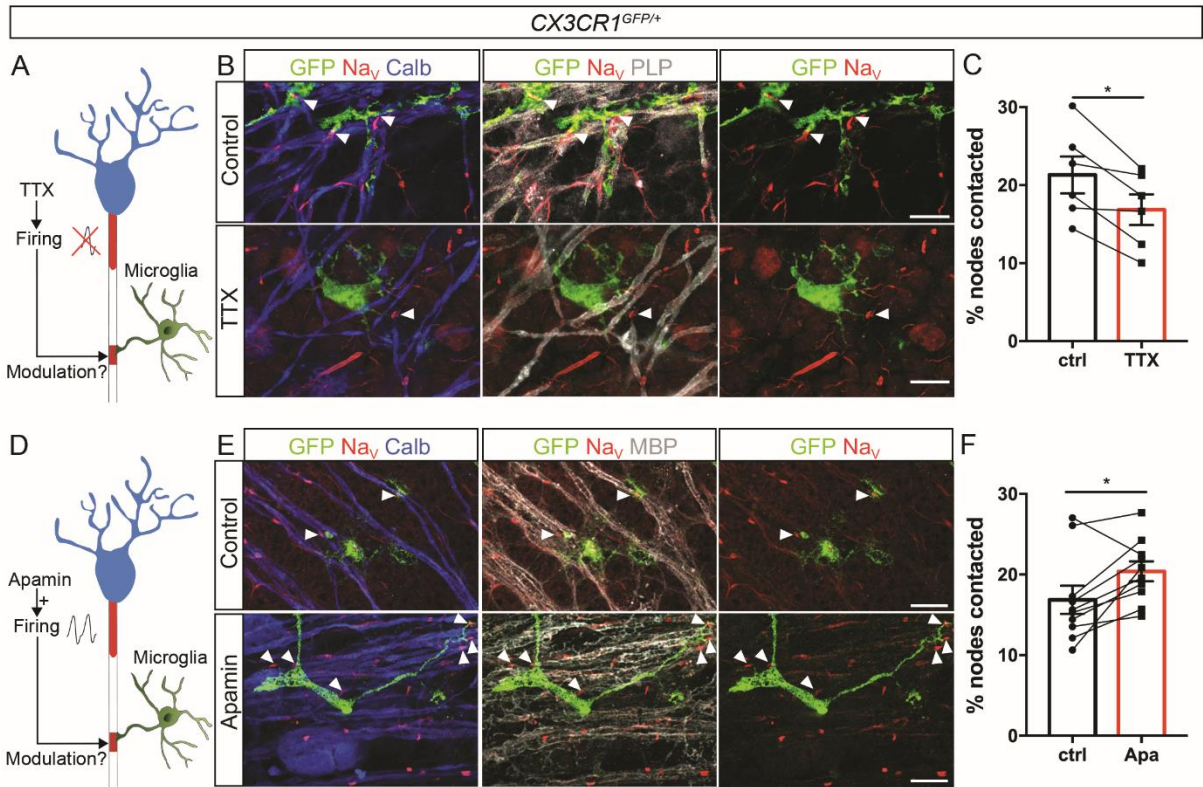 CX3CR1GFP/+
A
TTX
Firing
Microglia
Modulation?
B
GFP NaV Calb
GFP NaV PLP
GFP NaV
Control
TTX
C
% nodes contacted
30
20
10
0
*
ctrl
TTX
D
Apamin
+
Firing
Microglia
Modulation?
E
GFP NaV Calb
GFP NaV MBP
GFP NaV
Control
Apamin
F
% nodes contacted
30
20
10
0
*
ctrl
Apa